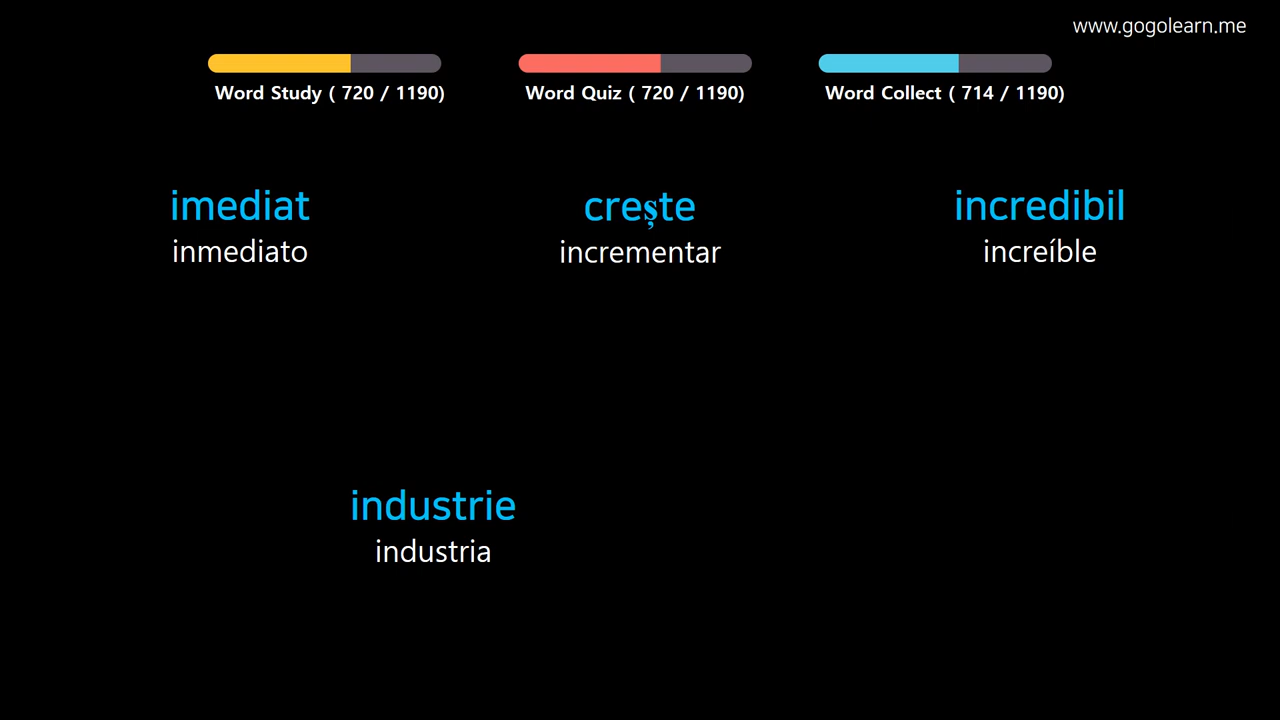 www.gogolearn.me
Word Study ( 720 / 1190)
Word Quiz ( 720 / 1190)
Word Collect ( 714 / 1190)
imediat
inmediato
crește
incrementar
incredibil
increíble
industrie
industria